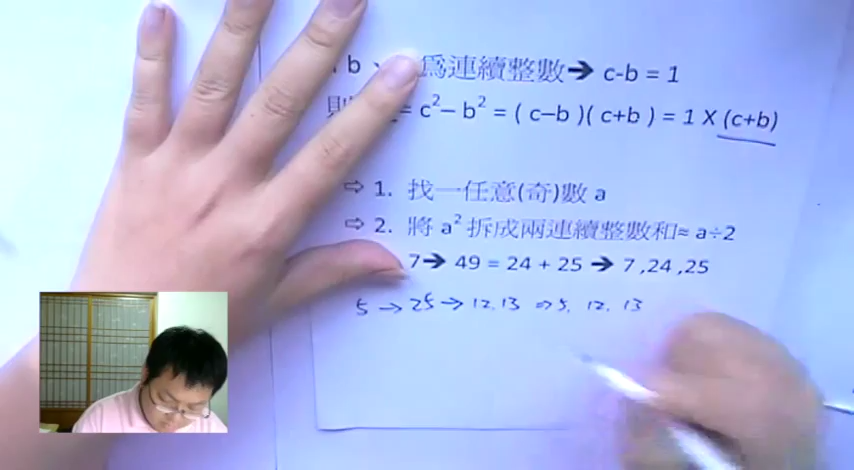 b、 為連續整數➔ c-b = 1
則 = c²– b² = ( c–b )( c+b ) = 1 X (c+b)
⇨ 1. 找一任意(奇)數 a
⇨ 2. 將 a² 拆成兩連續整數和≈ a÷2
7➔ 49 = 24 + 25 ➔ 7 ,24 ,25
5 → 25 → 12, 13 ⇒ 5, 12, 13